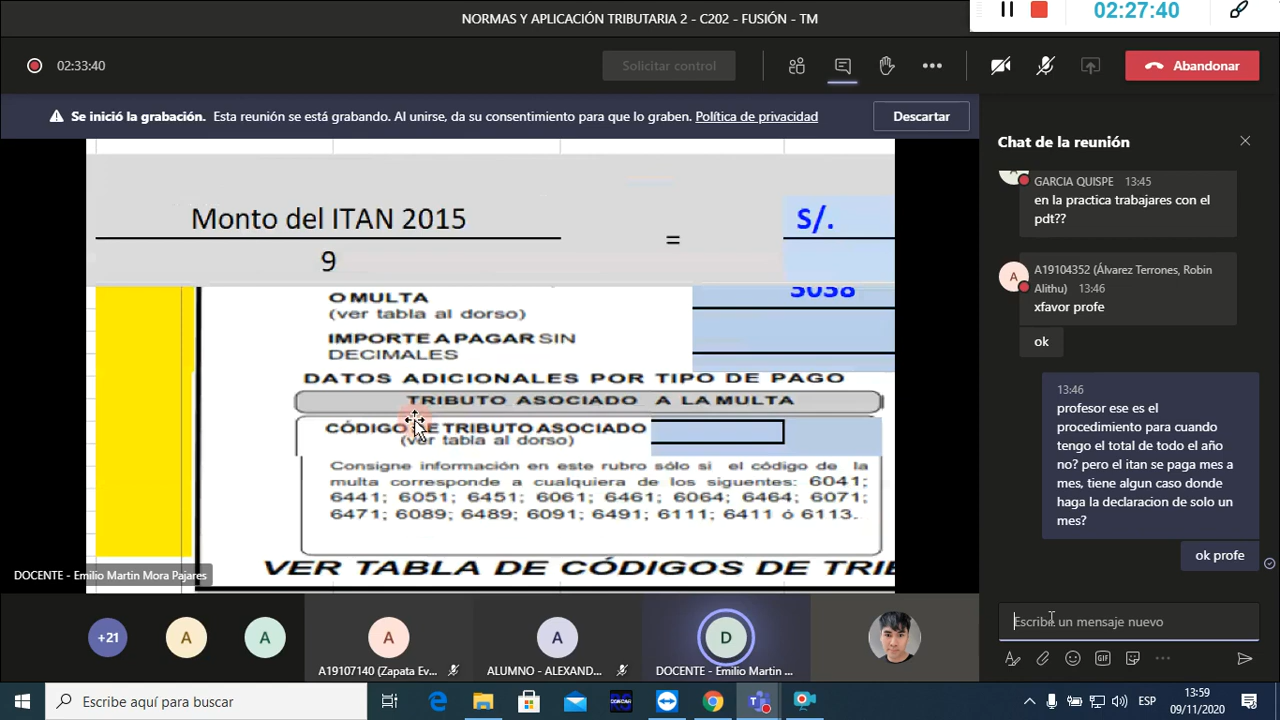 NORMAS Y APLICACIÓN TRIBUTARIA 2 - C202 - FUSIÓN - TM
02:27:40
02:33:40
Solicitar control
Abandonar
Se inició la grabación. Esta reunión se está grabando. Al unirse, da su consentimiento para que lo graben. Política de privacidad
Descartar
Monto del ITAN 2015
9
=
S/.
O MULTA
(ver tabla al dorso)
5038
IMPORTE A PAGAR SIN
DECIMALES
DATOS ADICIONALES POR TIPO DE PAGO
TRIBUTO ASOCIADO A LA MULTA
CÓDIGO DE TRIBUTO ASOCIADO
(ver tabla al dorso)
Consigne información en este rubro sólo si el código de la
multa corresponde a cualquiera de los siguentes: 6041;
6441; 6051; 6451; 6061; 6461; 6064; 6464; 6071;
6471; 6089; 6489; 6091; 6491; 6111; 6411 ó 6113.
VER TABLA DE CÓDIGOS DE TRI
DOCENTE - Emilio Martin Mora Pajares
+21
A
A
A
A19107140 (Zapata Ev...
A
ALUMNO - ALEXAND...
D
DOCENTE - Emilio Martin ...
Chat de la reunión
A
GARCIA QUISPE 13:45
en la practica trabajares con el
pdt??
A
A19104352 (Álvarez Terrones, Robin
Alithu) 13:46
xfavor profe
ok
13:46
profesor ese es el
procedimiento para cuando
tengo el total de todo el año
no? pero el itan se paga mes a
mes, tiene algun caso donde
haga la declaracion de solo un
mes?
ok profe
Escribe un mensaje nuevo
GIF
Escribe aquí para buscar
ESP
13:59
09/11/2020